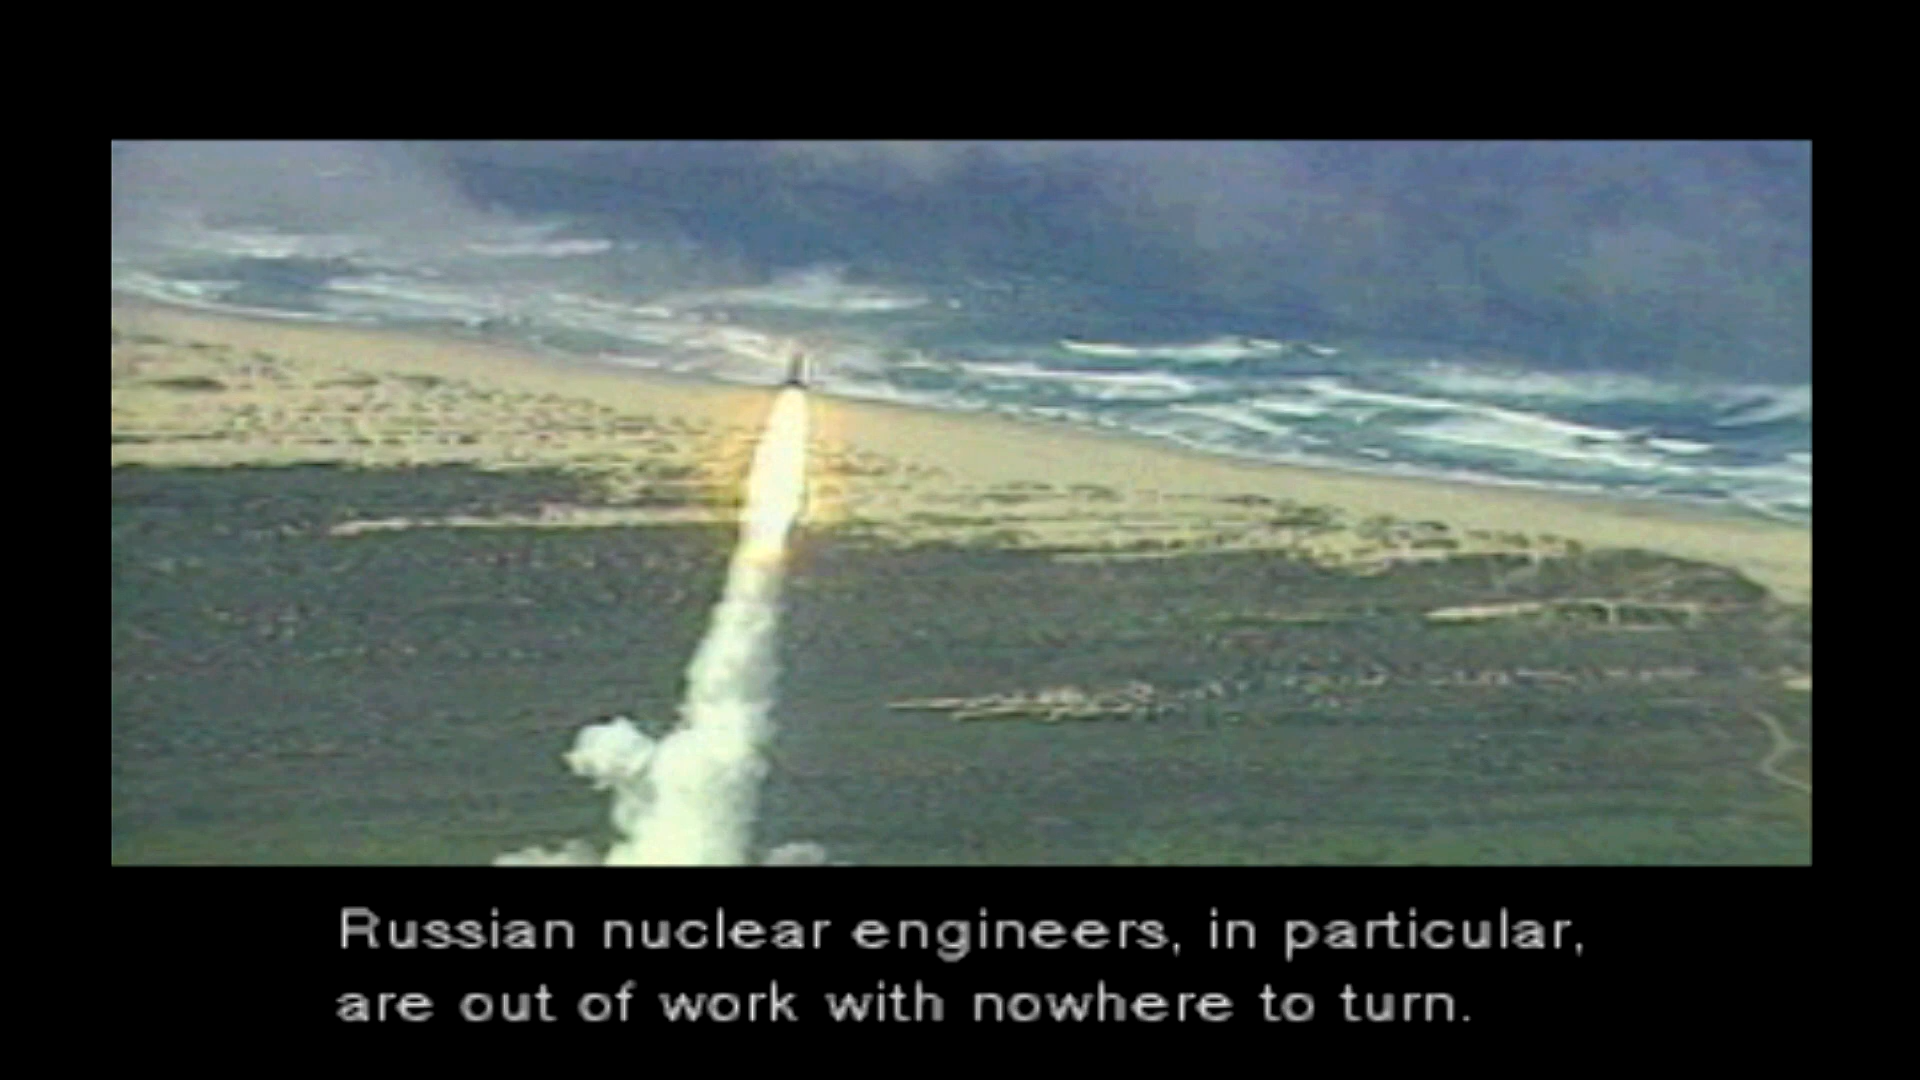 Russian nuclear engineers, in particular,
are out of work with nowhere to turn.